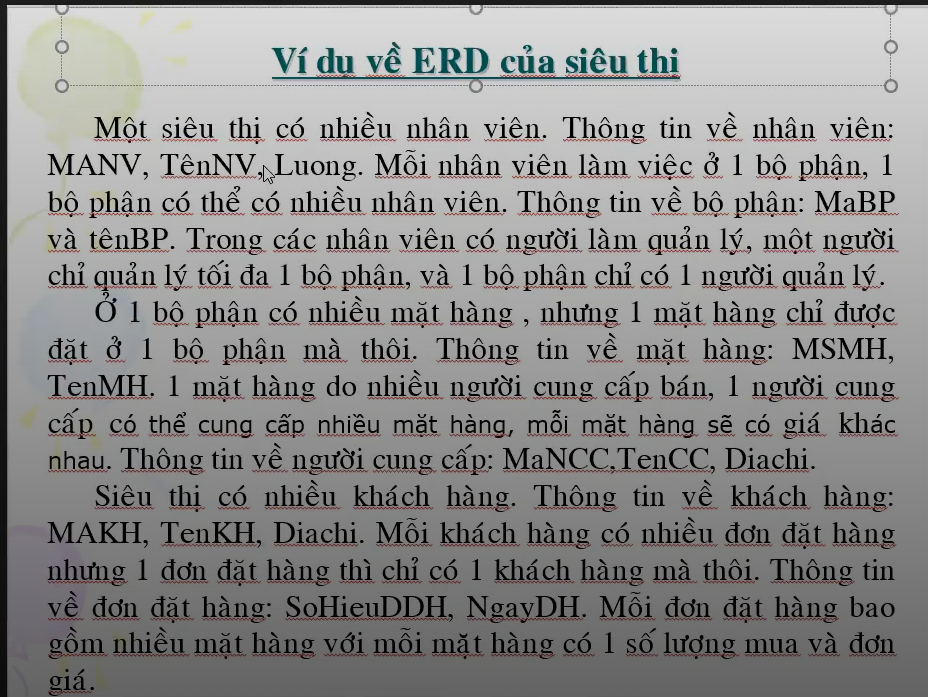 Ví dụ về ERD của siêu thi
Một siêu thị có nhiều nhân viên. Thông tin về nhân viên:
MANV, TênNV, Luong. Mỗi nhân viên làm việc ở 1 bộ phận, 1
bộ phận có thể có nhiều nhân viên. Thông tin về bộ phận: MaBP
và tênBP. Trong các nhân viên có người làm quản lý, một người
chỉ quản lý tối đa 1 bộ phận, và 1 bộ phận chỉ có 1 người quản lý.
Ở 1 bộ phận có nhiều mặt hàng , nhưng 1 mặt hàng chỉ được
đặt ở 1 bộ phận mà thôi. Thông tin về mặt hàng: MSMH,
TenMH. 1 mặt hàng do nhiều người cung cấp bán, 1 người cung
cấp có thể cung cấp nhiều mặt hàng, mỗi mặt hàng sẽ có giá khác
nhau. Thông tin về người cung cấp: MaNCC,TenCC, Diachi.
Siêu thị có nhiều khách hàng. Thông tin về khách hàng:
MAKH, TenKH, Diachi. Mỗi khách hàng có nhiều đơn đặt hàng
nhưng 1 đơn đặt hàng thì chỉ có 1 khách hàng mà thôi. Thông tin
về đơn đặt hàng: SoHieuDDH, NgayDH. Mỗi đơn đặt hàng bao
gồm nhiều mặt hàng với mỗi mặt hàng có 1 số lượng mua và đơn
giá.